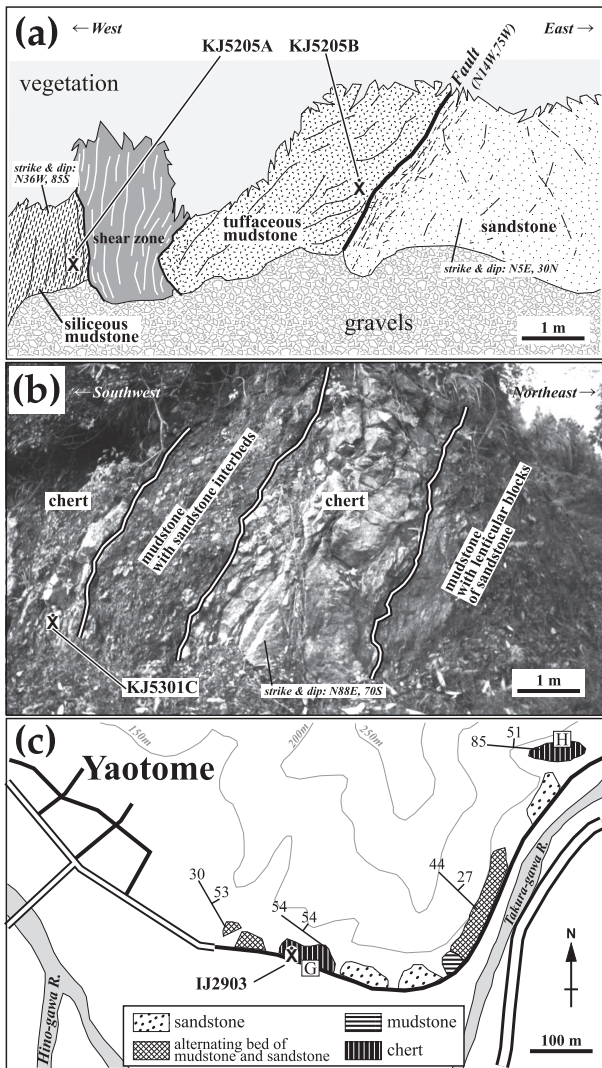 (a)
←West
East→
KJ5205A
KJ5205B
vegetation
Fault
(N14W,75W)
strike & dip:
N36W, 85S
shear zone
tuffaceous
mudstone
sandstone
strike & dip: N5E, 30N
siliceous
mudstone
gravels
1 m
(b)
←Southwest
Northeast→
chert
mudstone
with sandstone interbeds
chert
mudstone
with lenticular blocks
of sandstone
KJ5301C
strike & dip: N88E, 70S
1 m
(c)
150m
200m
250m
Yaotome
51
85
H
30
53
44
27
54
54
Takura-gawa R.
IJ2903
G
N
Hino-gawa R.
sandstone
mudstone
alternating bed of
mudstone and sandstone
chert
100 m